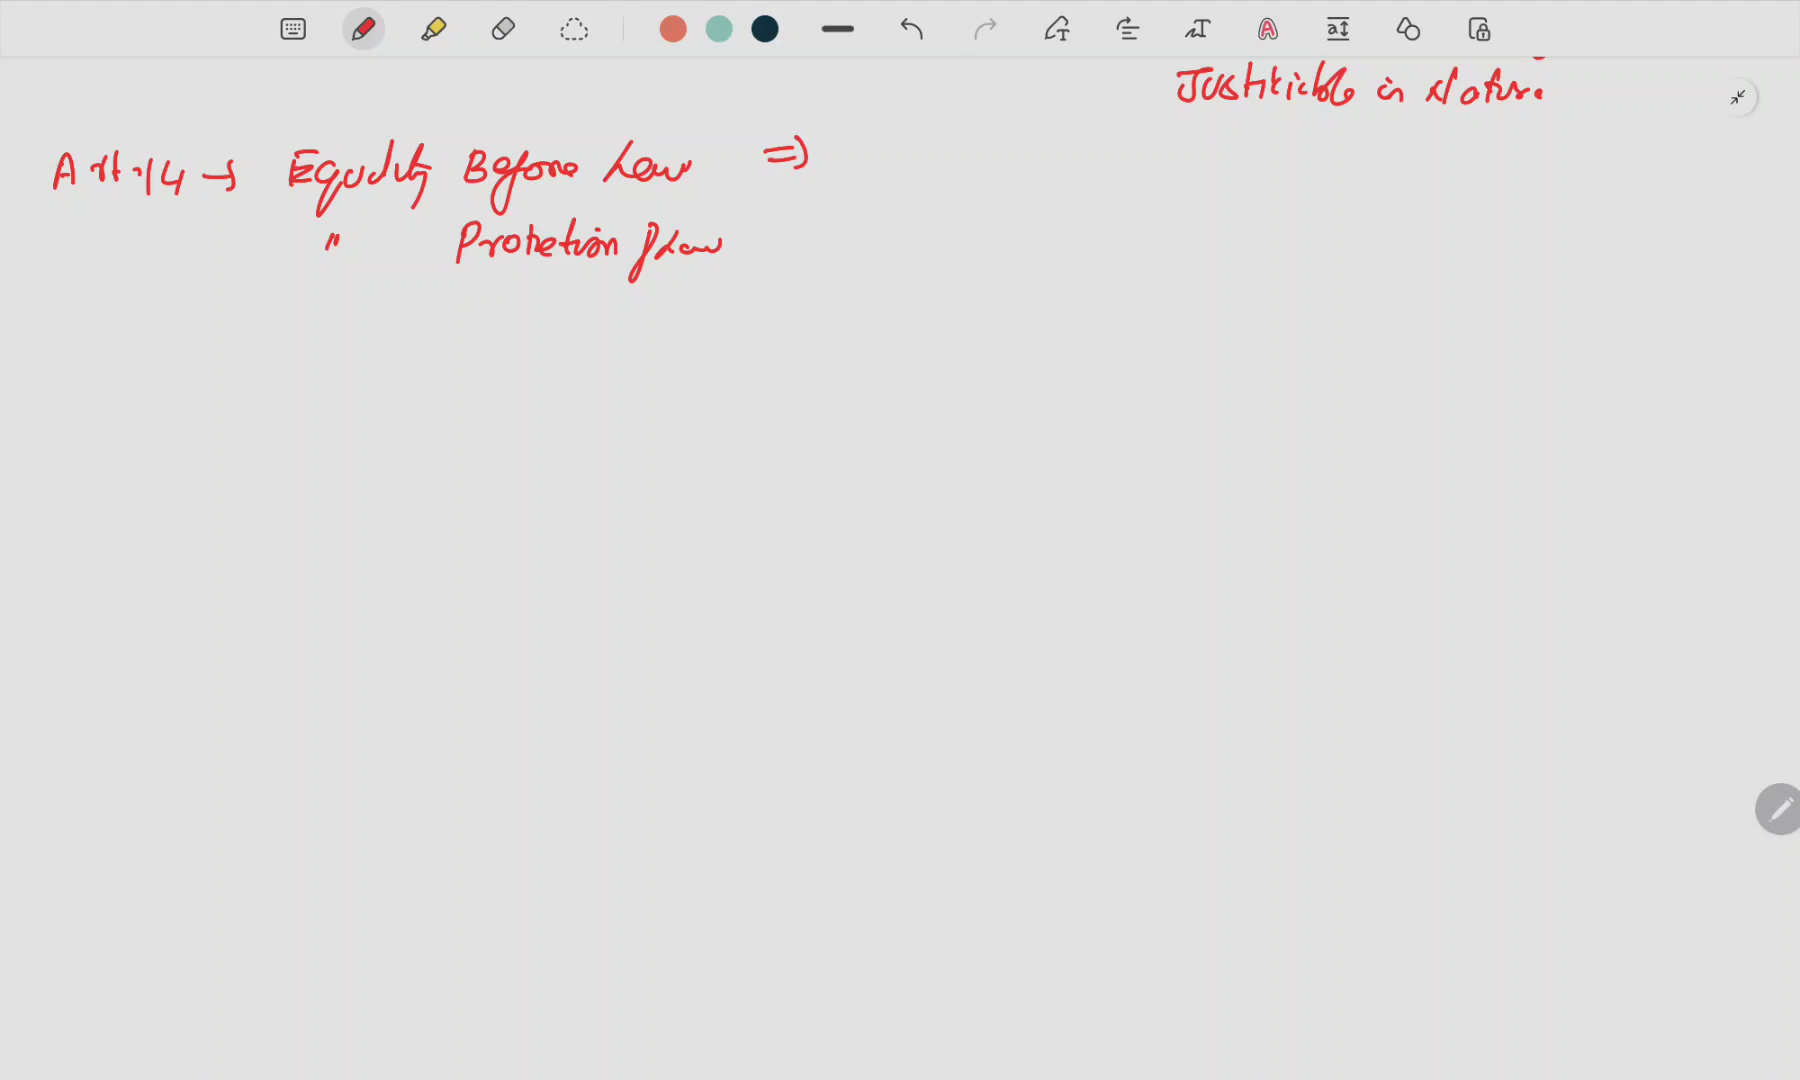 Justiciable in Nature.
Art. 14 → Equality Before Law ⇒
" Protection of Law